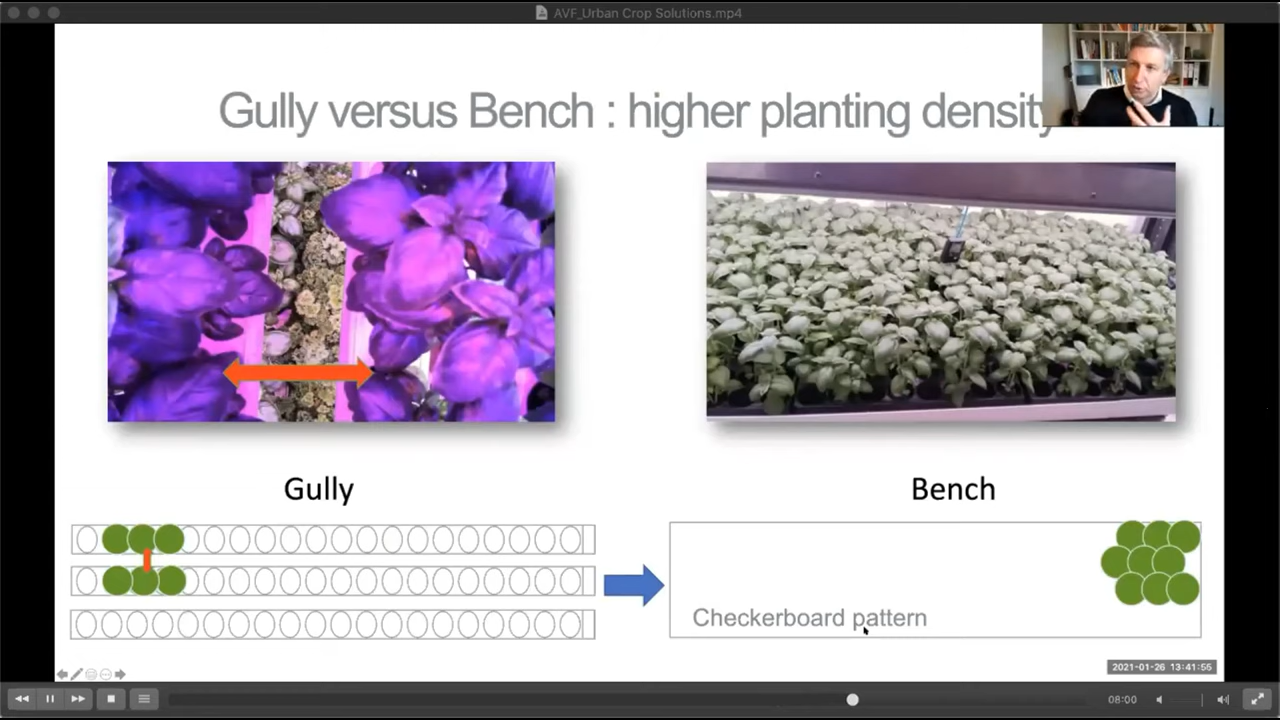 AVF_Urban Crop Solutions.mp4
Gully versus Bench : higher planting density
Gully
Bench
Checkerboard pattern
2021-01-26 13:41:55
08:00